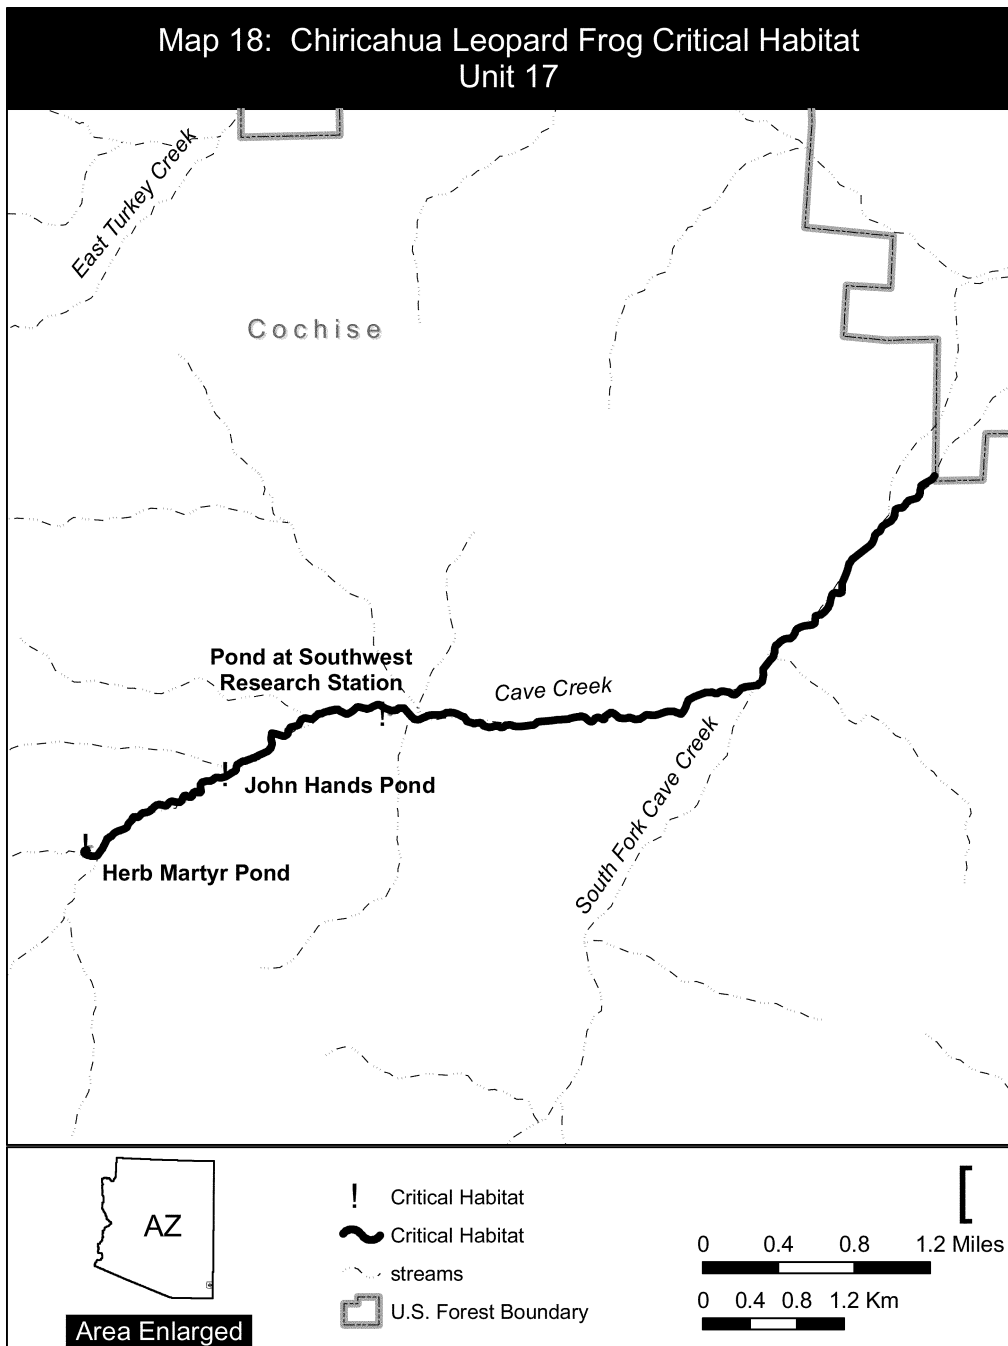 Map 18: Chiricahua Leopard Frog Critical Habitat
Unit 17
East Turkey Creek
Cochise
Pond at Southwest
Research Station
!
Cave Creek
!
John Hands Pond
South Fork Cave Creek
!
Herb Martyr Pond
AZ
Area Enlarged
! Critical Habitat
Critical Habitat
streams
U.S. Forest Boundary
[
0 0.4 0.8 1.2 Miles
0 0.4 0.8 1.2 Km